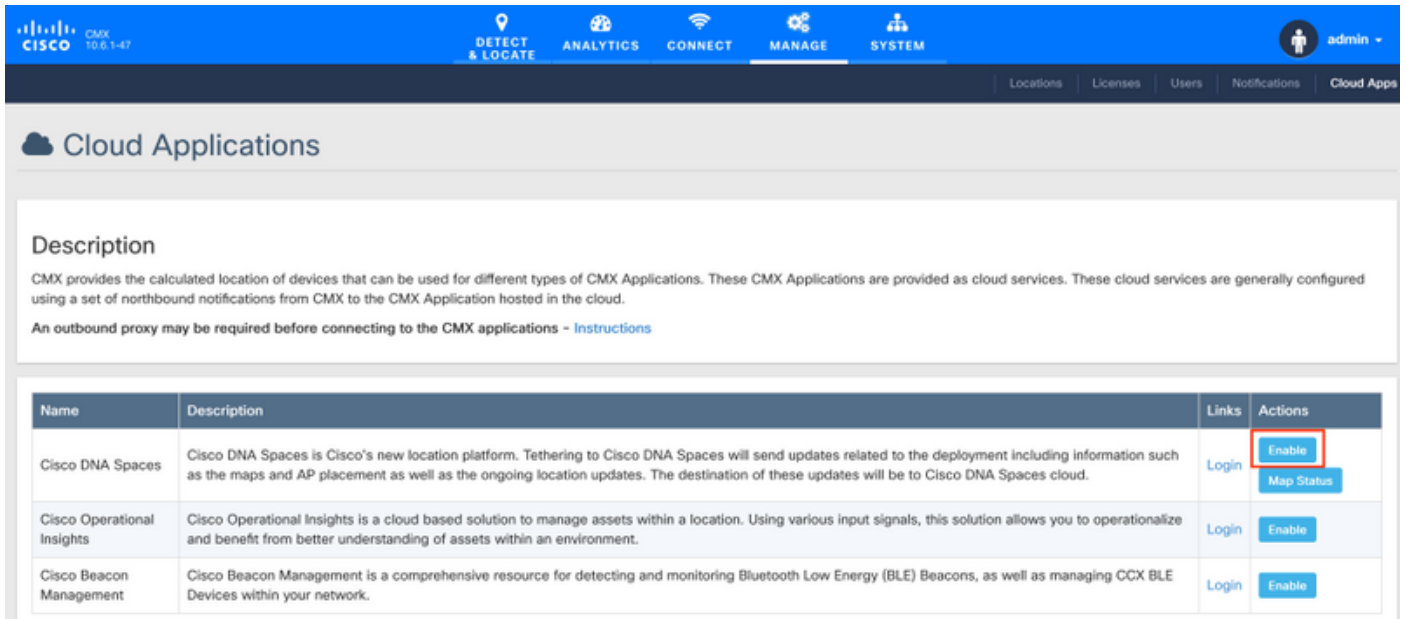 CISCO CMX 10.6.1-47
DETECT & LOCATE
ANALYTICS
CONNECT
MANAGE
SYSTEM
admin
Locations
Licenses
Users
Notifications
Cloud Apps
Cloud Applications
Description
CMX provides the calculated location of devices that can be used for different types of CMX Applications. These CMX Applications are provided as cloud services. These cloud services are generally configured
using a set of northbound notifications from CMX to the CMX Application hosted in the cloud.
An outbound proxy may be required before connecting to the CMX applications - Instructions
Name Description Links Actions
Cisco DNA Spaces
Cisco DNA Spaces is Cisco's new location platform. Tethering to Cisco DNA Spaces will send updates related to the deployment including information such
as the maps and AP placement as well as the ongoing location updates. The destination of these updates will be to Cisco DNA Spaces cloud.
Login
Enable
Map Status
Cisco Operational
Insights
Cisco Operational Insights is a cloud based solution to manage assets within a location. Using various input signals, this solution allows you to operationalize
and benefit from better understanding of assets within an environment.
Login
Enable
Cisco Beacon
Management
Cisco Beacon Management is a comprehensive resource for detecting and monitoring Bluetooth Low Energy (BLE) Beacons, as well as managing CCX BLE
Devices within your network.
Login
Enable